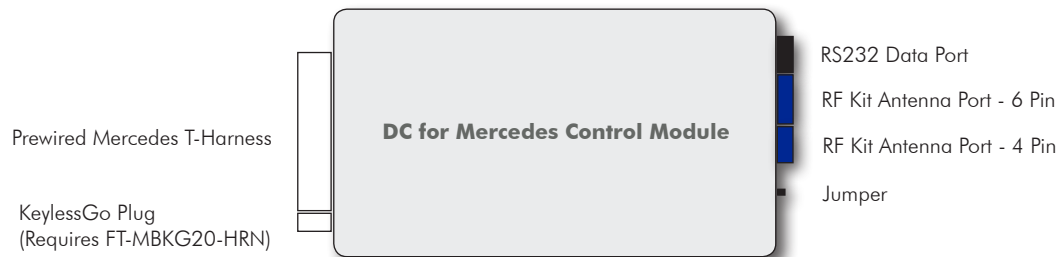 RS232 Data Port
RF Kit Antenna Port - 6 Pin
Prewired Mercedes T-Harness
DC for Mercedes Control Module
RF Kit Antenna Port - 4 Pin
Jumper
KeylessGo Plug
(Requires FT-MBKG20-HRN)